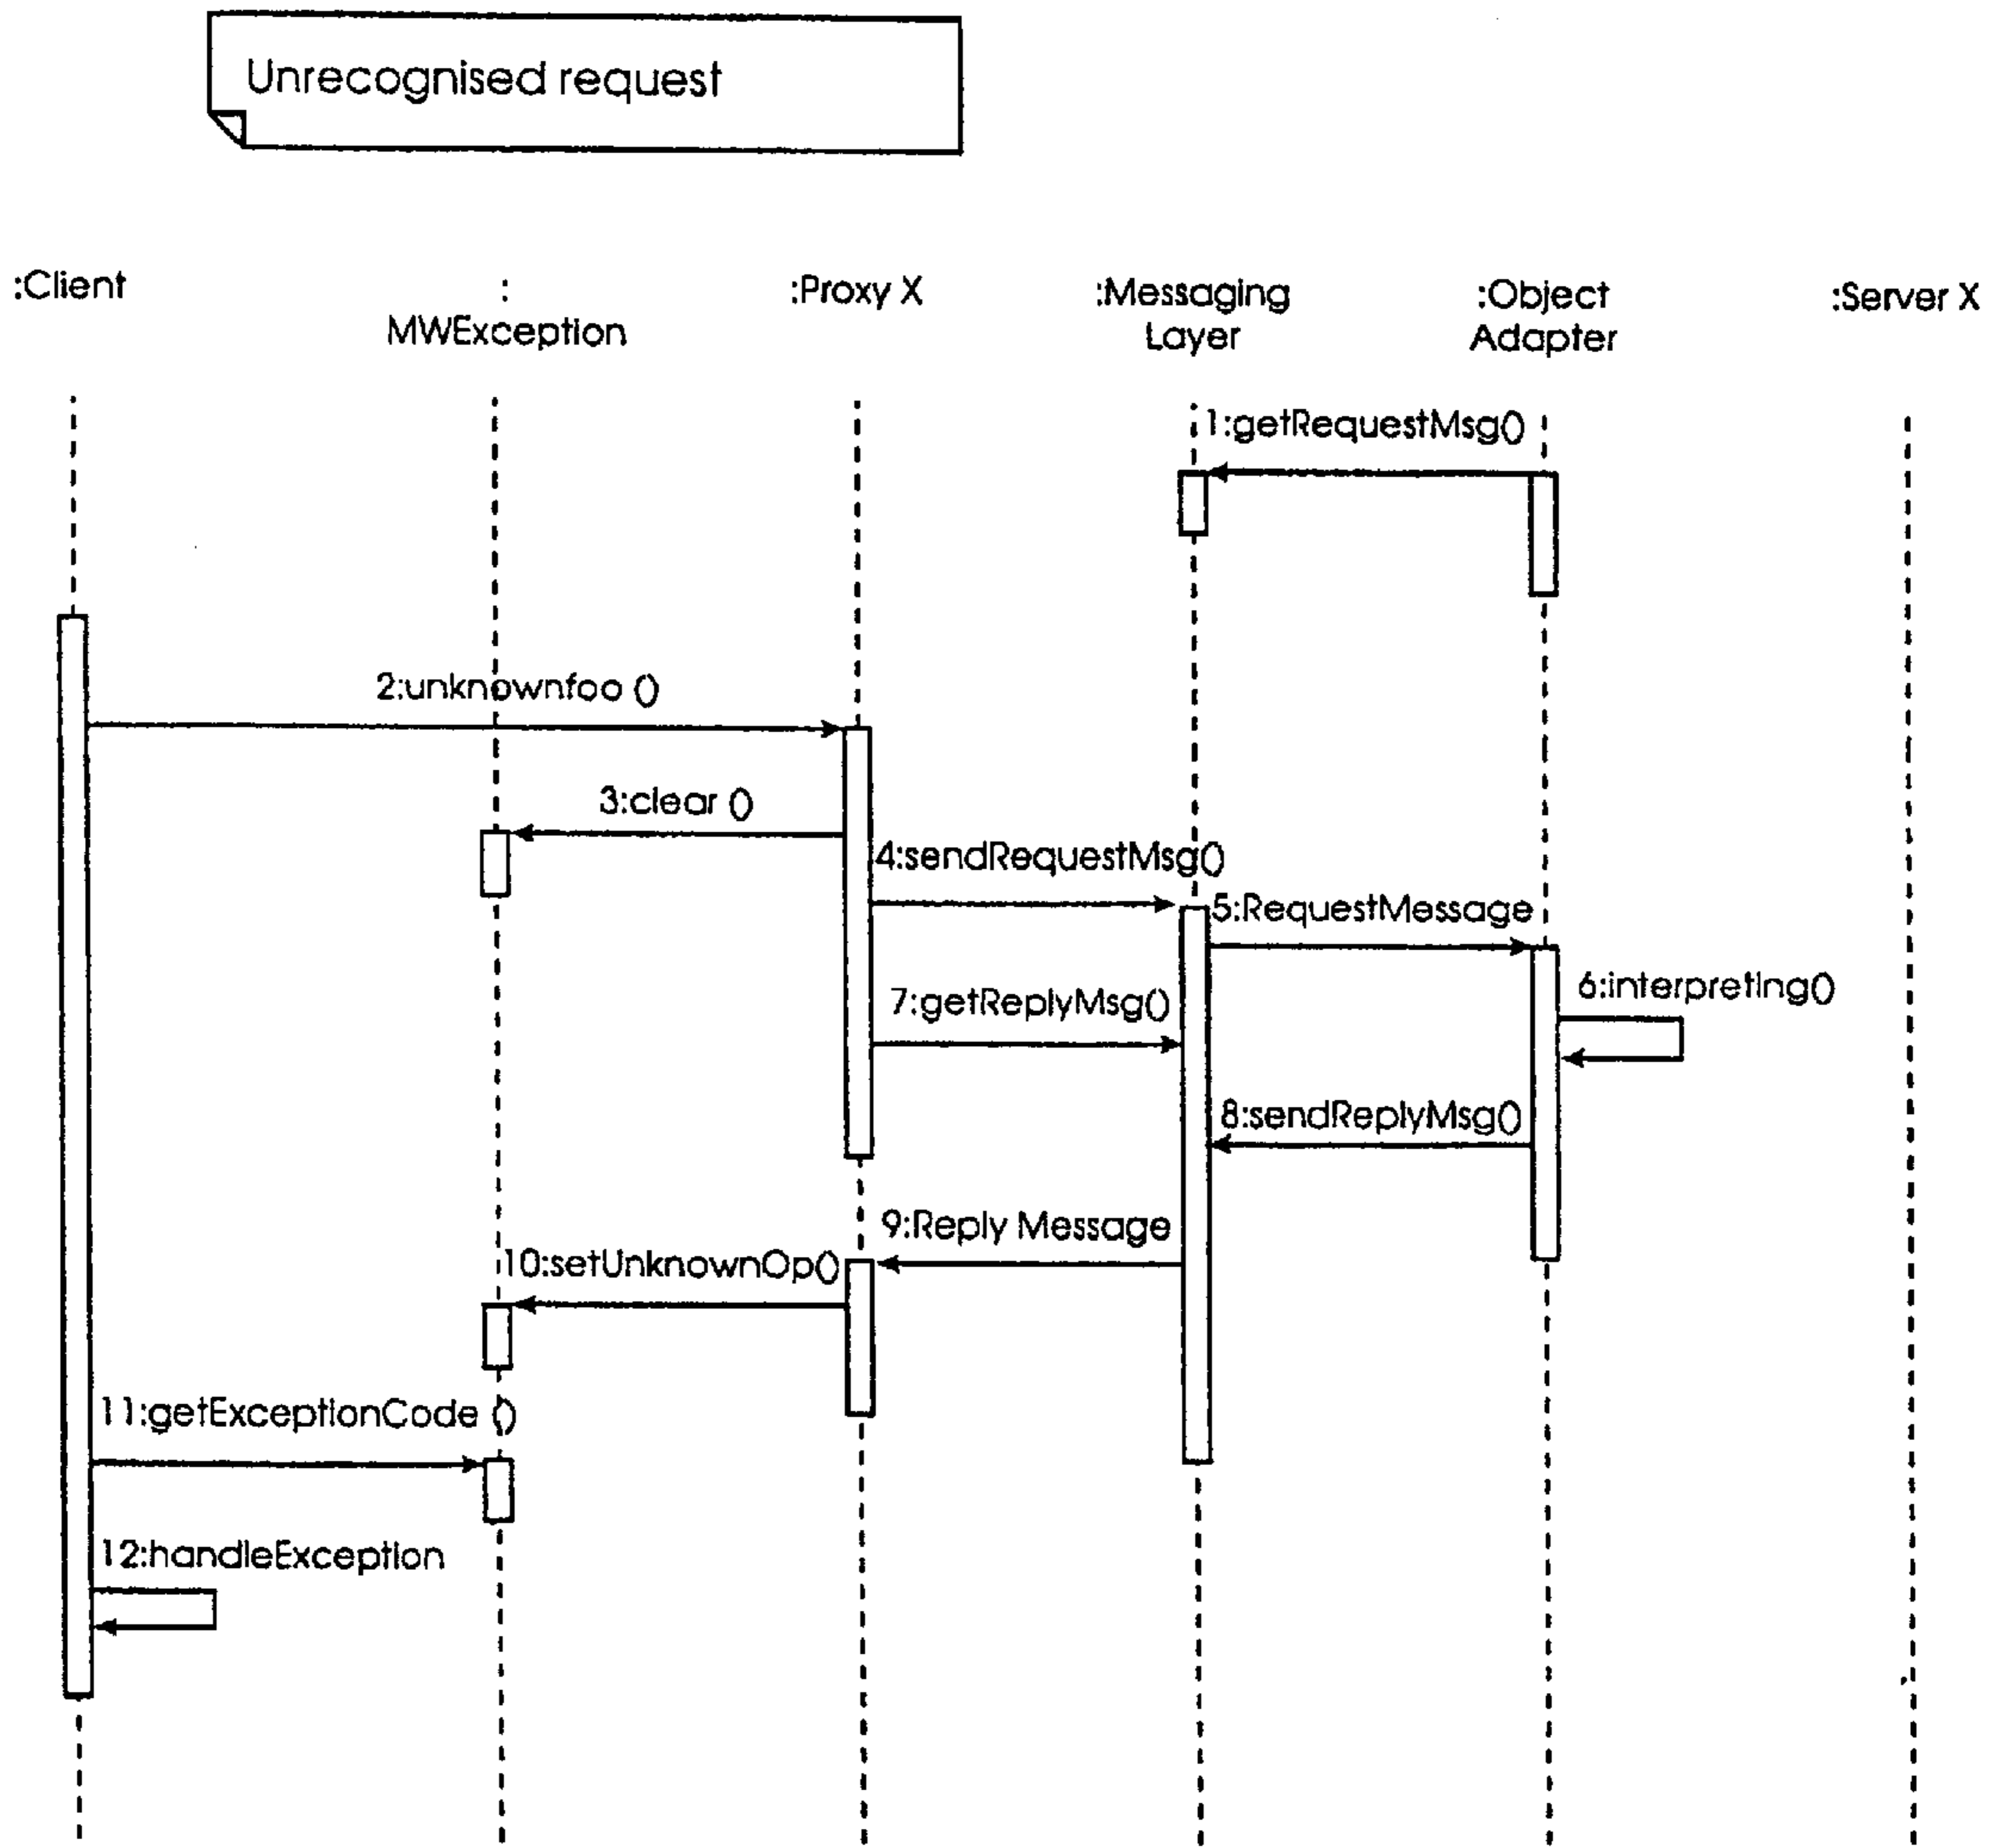 Unrecognised request
:Client
:
MWException
:Proxy X
:Messaging
Layer
:Object
Adapter
:Server X
1:getRequestMsg()
2:unknownfoo ()
3:clear ()
4:sendRequestMsg()
5:RequestMessage
6:interpreting()
7:getReplyMsg()
8:sendReplyMsg()
9:Reply Message
10:setUnknownOp()
11:getExceptionCode ()
12:handleException